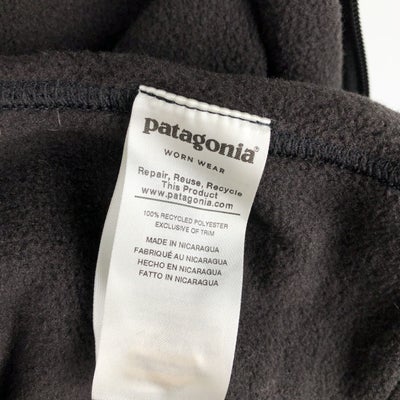 patagonia®
WORN WEAR
Repair, Reuse, Recycle
This Product
www.patagonia.com
100% RECYCLED POLYESTER
EXCLUSIVE OF TRIM
MADE IN NICARAGUA
FABRIQUÉ AU NICARAGUA
HECHO EN NICARAGUA
FATTO IN NICARAGUA